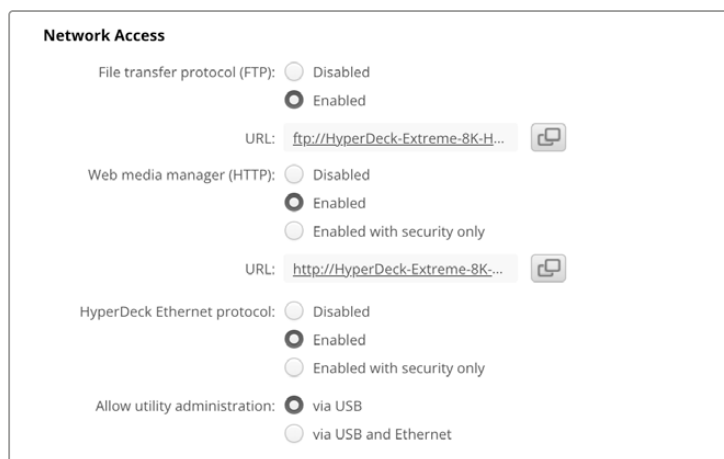 Network Access
File transfer protocol (FTP): Disabled
Enabled
URL: ftp://HyperDeck-Extreme-8K-H...
Web media manager (HTTP): Disabled
Enabled
Enabled with security only
URL: http://HyperDeck-Extreme-8K-...
HyperDeck Ethernet protocol: Disabled
Enabled
Enabled with security only
Allow utility administration: via USB
via USB and Ethernet